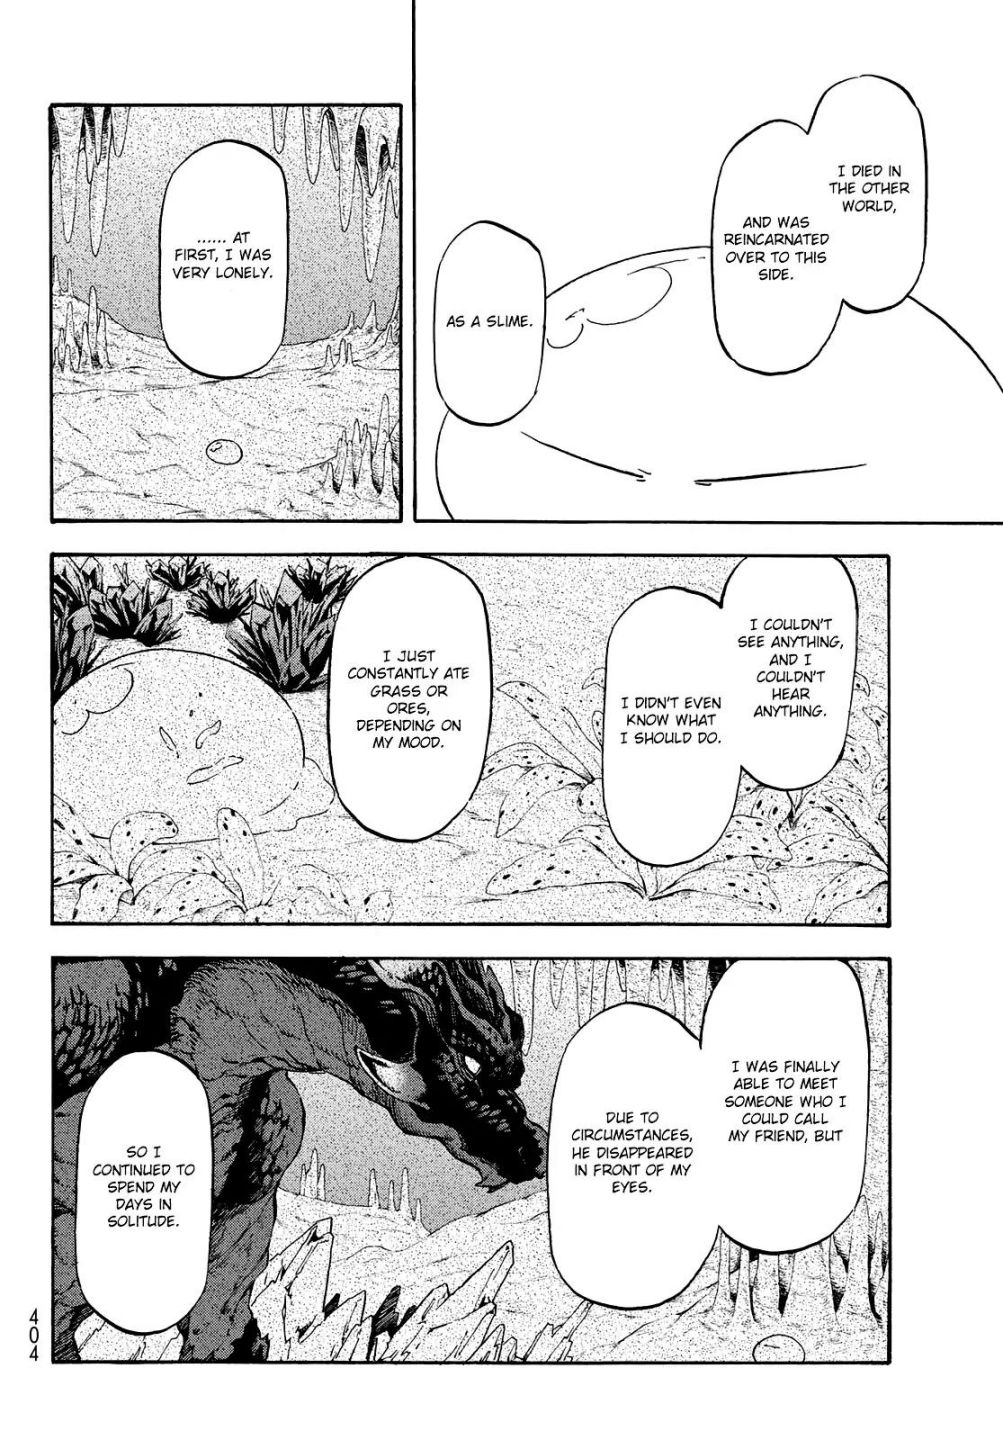 I DIED IN
THE OTHER
WORLD,
AND WAS
REINCARNATED
OVER TO THIS
SIDE.
AS A SLIME.
...... AT
FIRST, I WAS
VERY LONELY.
I COULDN'T
SEE ANYTHING,
AND I
COULDN'T
HEAR
ANYTHING.
I DIDN'T EVEN
KNOW WHAT
I SHOULD DO.
I JUST
CONSTANTLY ATE
GRASS OR
ORES,
DEPENDING ON
MY MOOD.
I WAS FINALLY
ABLE TO MEET
SOMEONE WHO I
COULD CALL
MY FRIEND, BUT
DUE TO
CIRCUMSTANCES,
HE DISAPPEARED
IN FRONT OF MY
EYES.
SO I
CONTINUED TO
SPEND MY
DAYS IN
SOLITUDE.
404